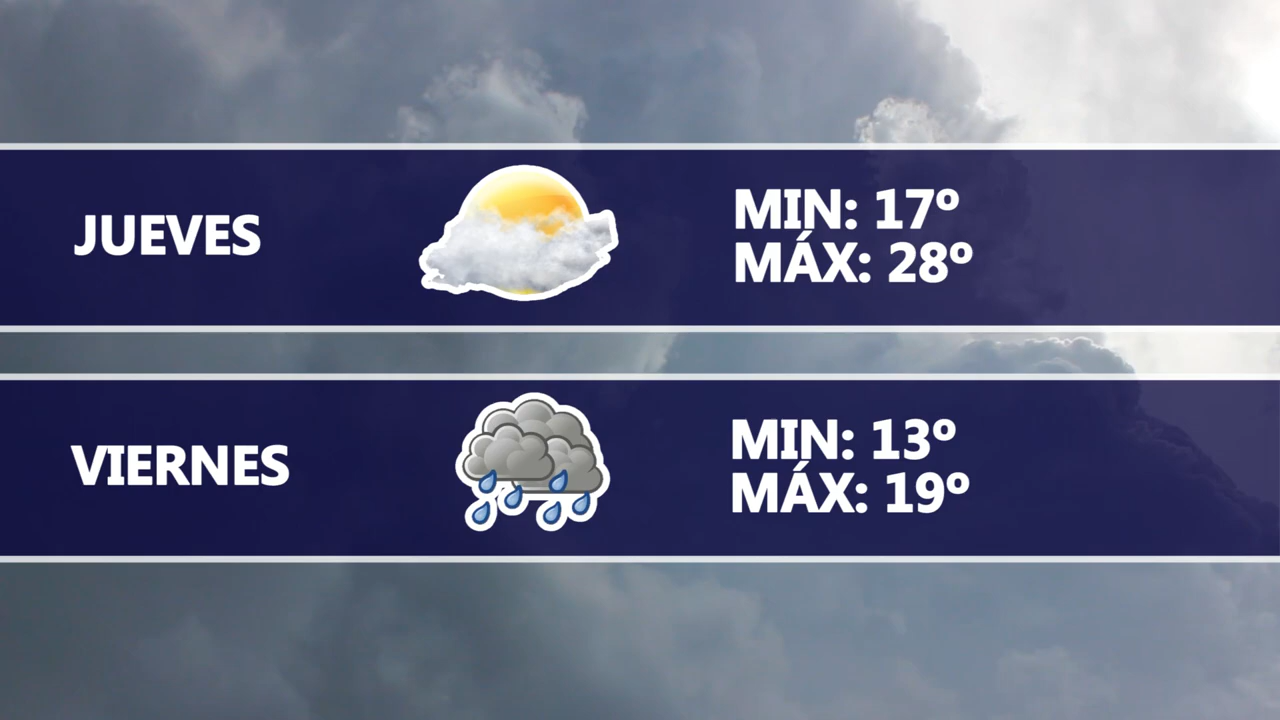 JUEVES
MIN: 17º
MÁX: 28º
VIERNES
MIN: 13º
MÁX: 19º